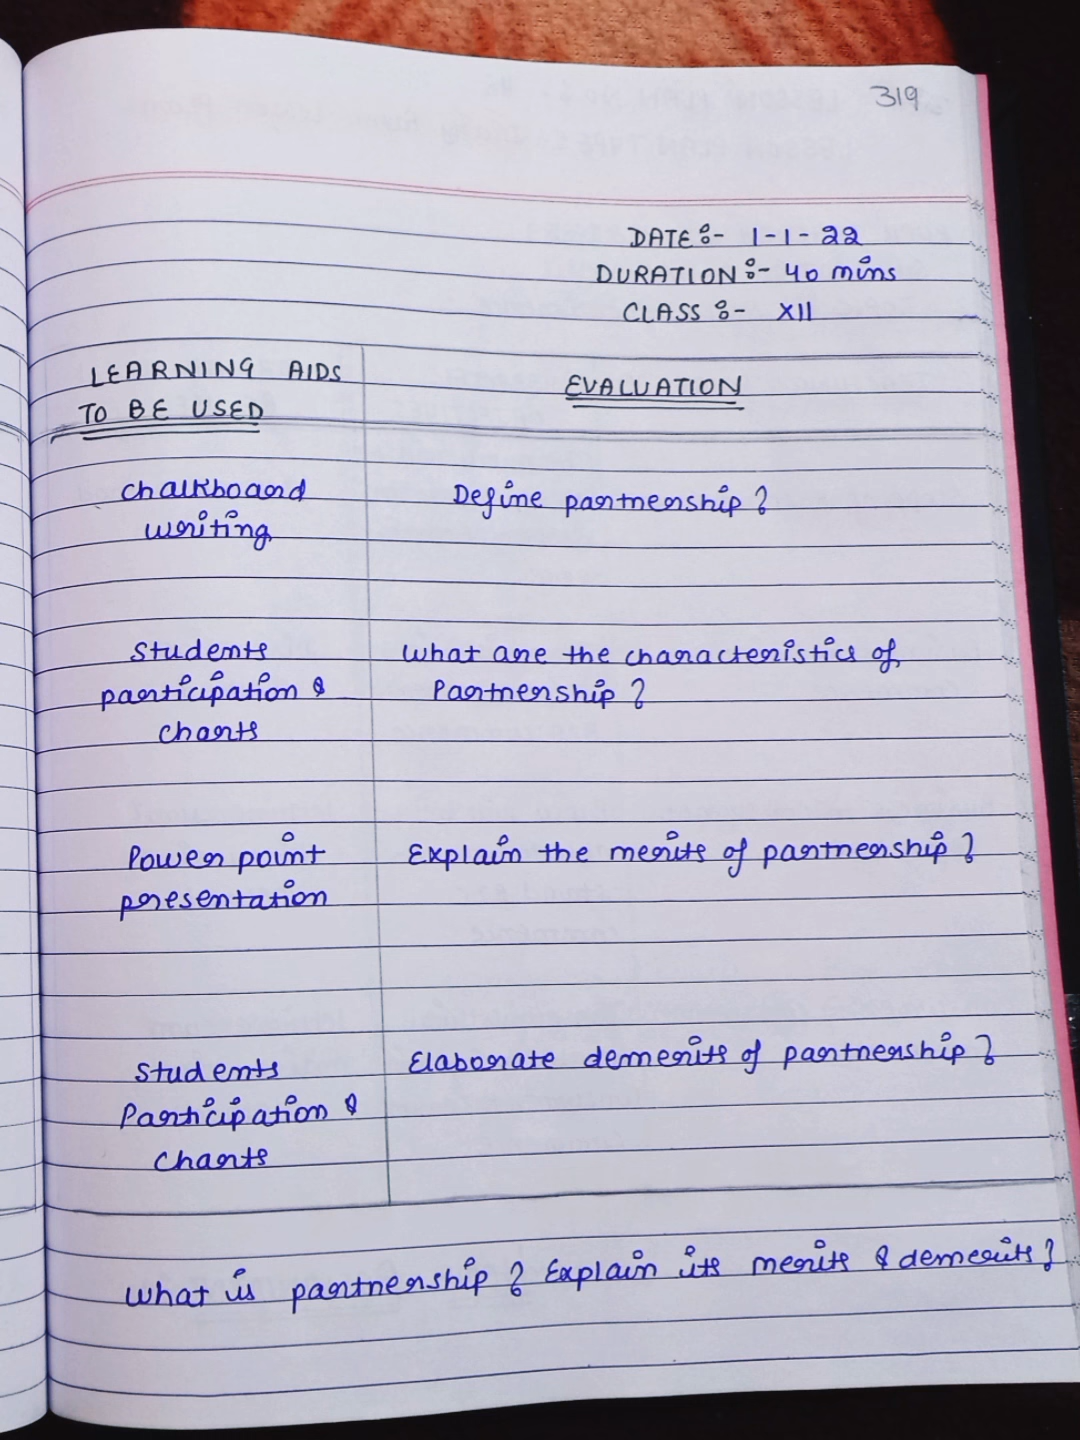 319
DATE :- 1-1-22
DURATION :- 40 mins
CLASS :- XII
LEARNING AIDS
TO BE USED
EVALUATION
Chalkboard
writing
Define partnership ?
Students
participation &
Charts
What are the characteristics of
Partnership ?
Power point
presentation
Explain the merits of partnership ?
Students
Participation &
Charts
Elaborate demerits of partnership ?
What is partnership ? Explain its merits & demerits ?